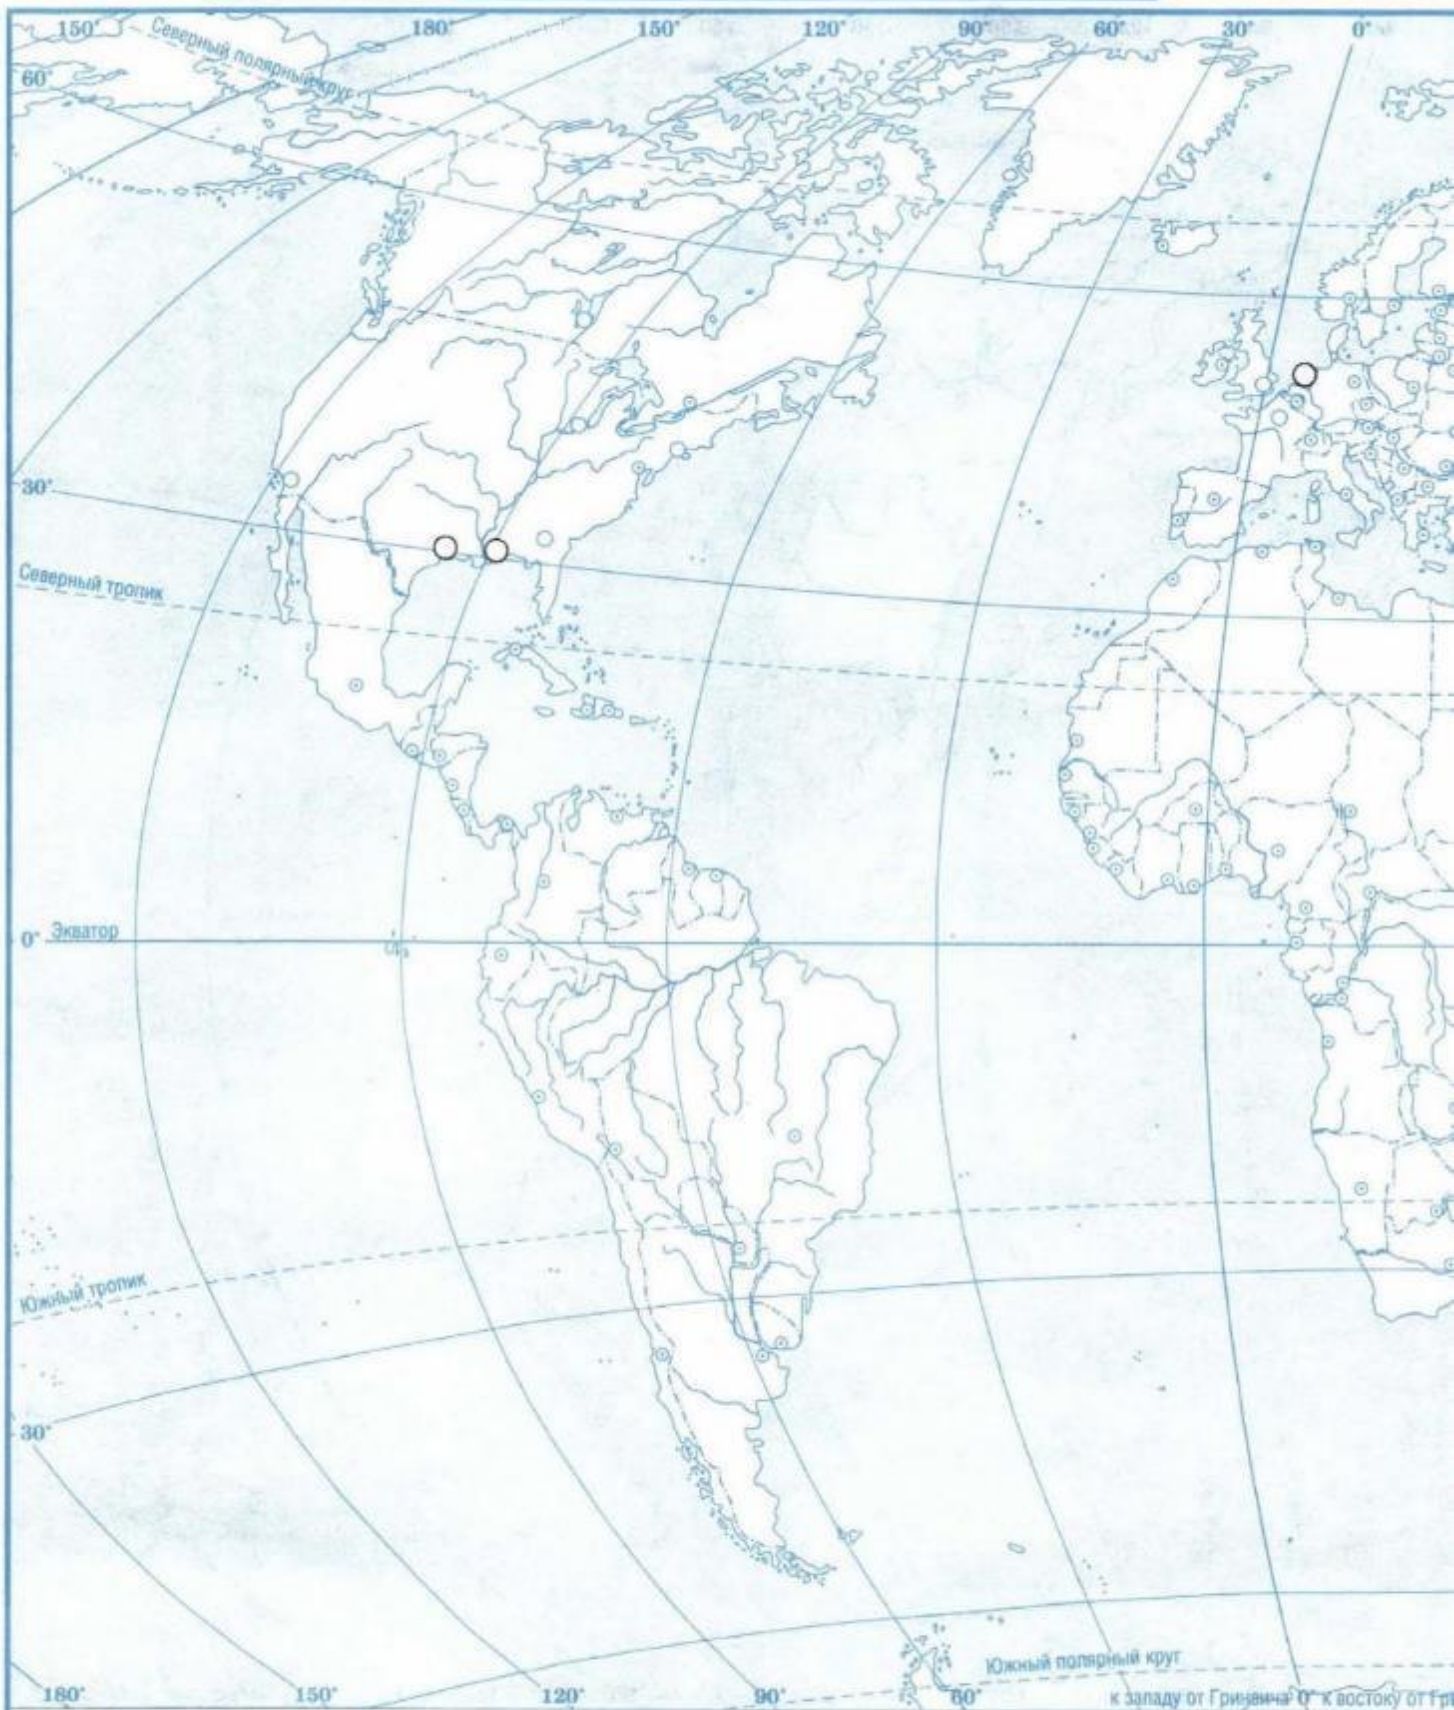 150° 180° 150° 120° 90° 60° 30° 0°
Северный полярный круг
60°
30°
Северный тропик
0° Экватор
Южный тропик
30°
Южный полярный круг
180° 150° 120° 90° 60° к западу от Гринвича 0° к востоку от Гри